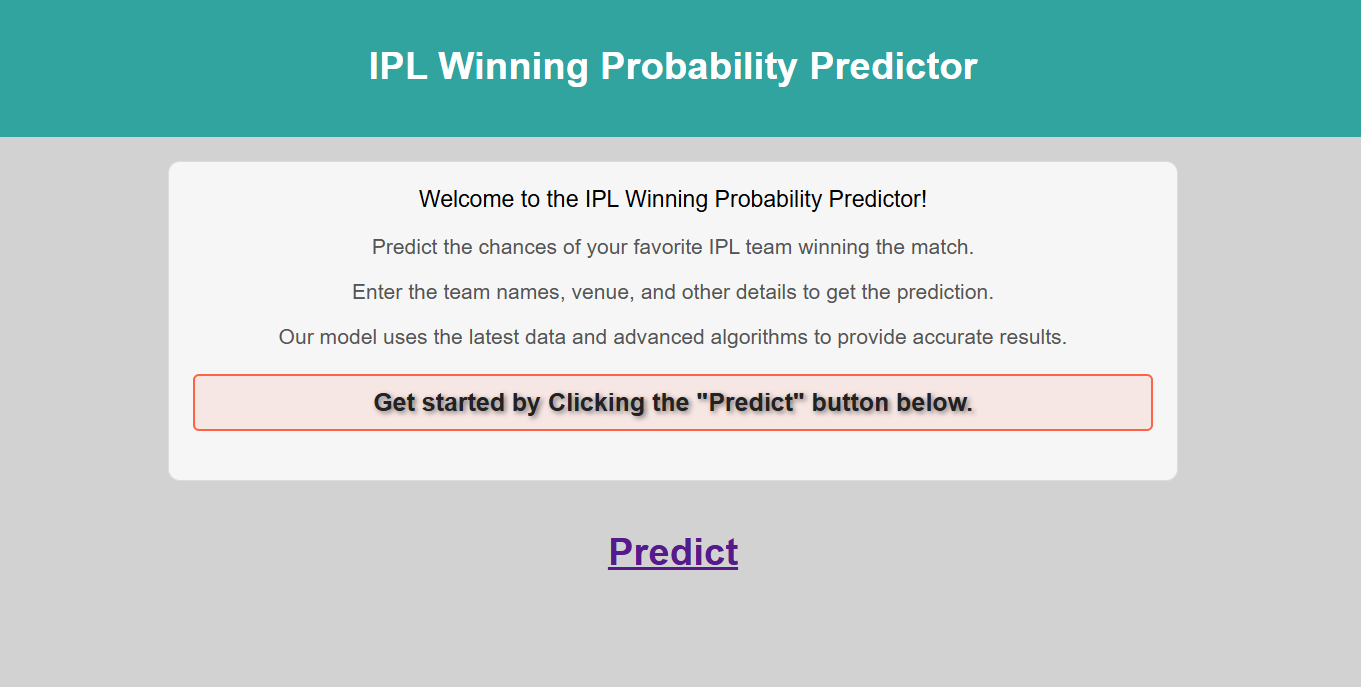 IPL Winning Probability Predictor
Welcome to the IPL Winning Probability Predictor!
Predict the chances of your favorite IPL team winning the match.
Enter the team names, venue, and other details to get the prediction.
Our model uses the latest data and advanced algorithms to provide accurate results.
Get started by Clicking the "Predict" button below.
Predict